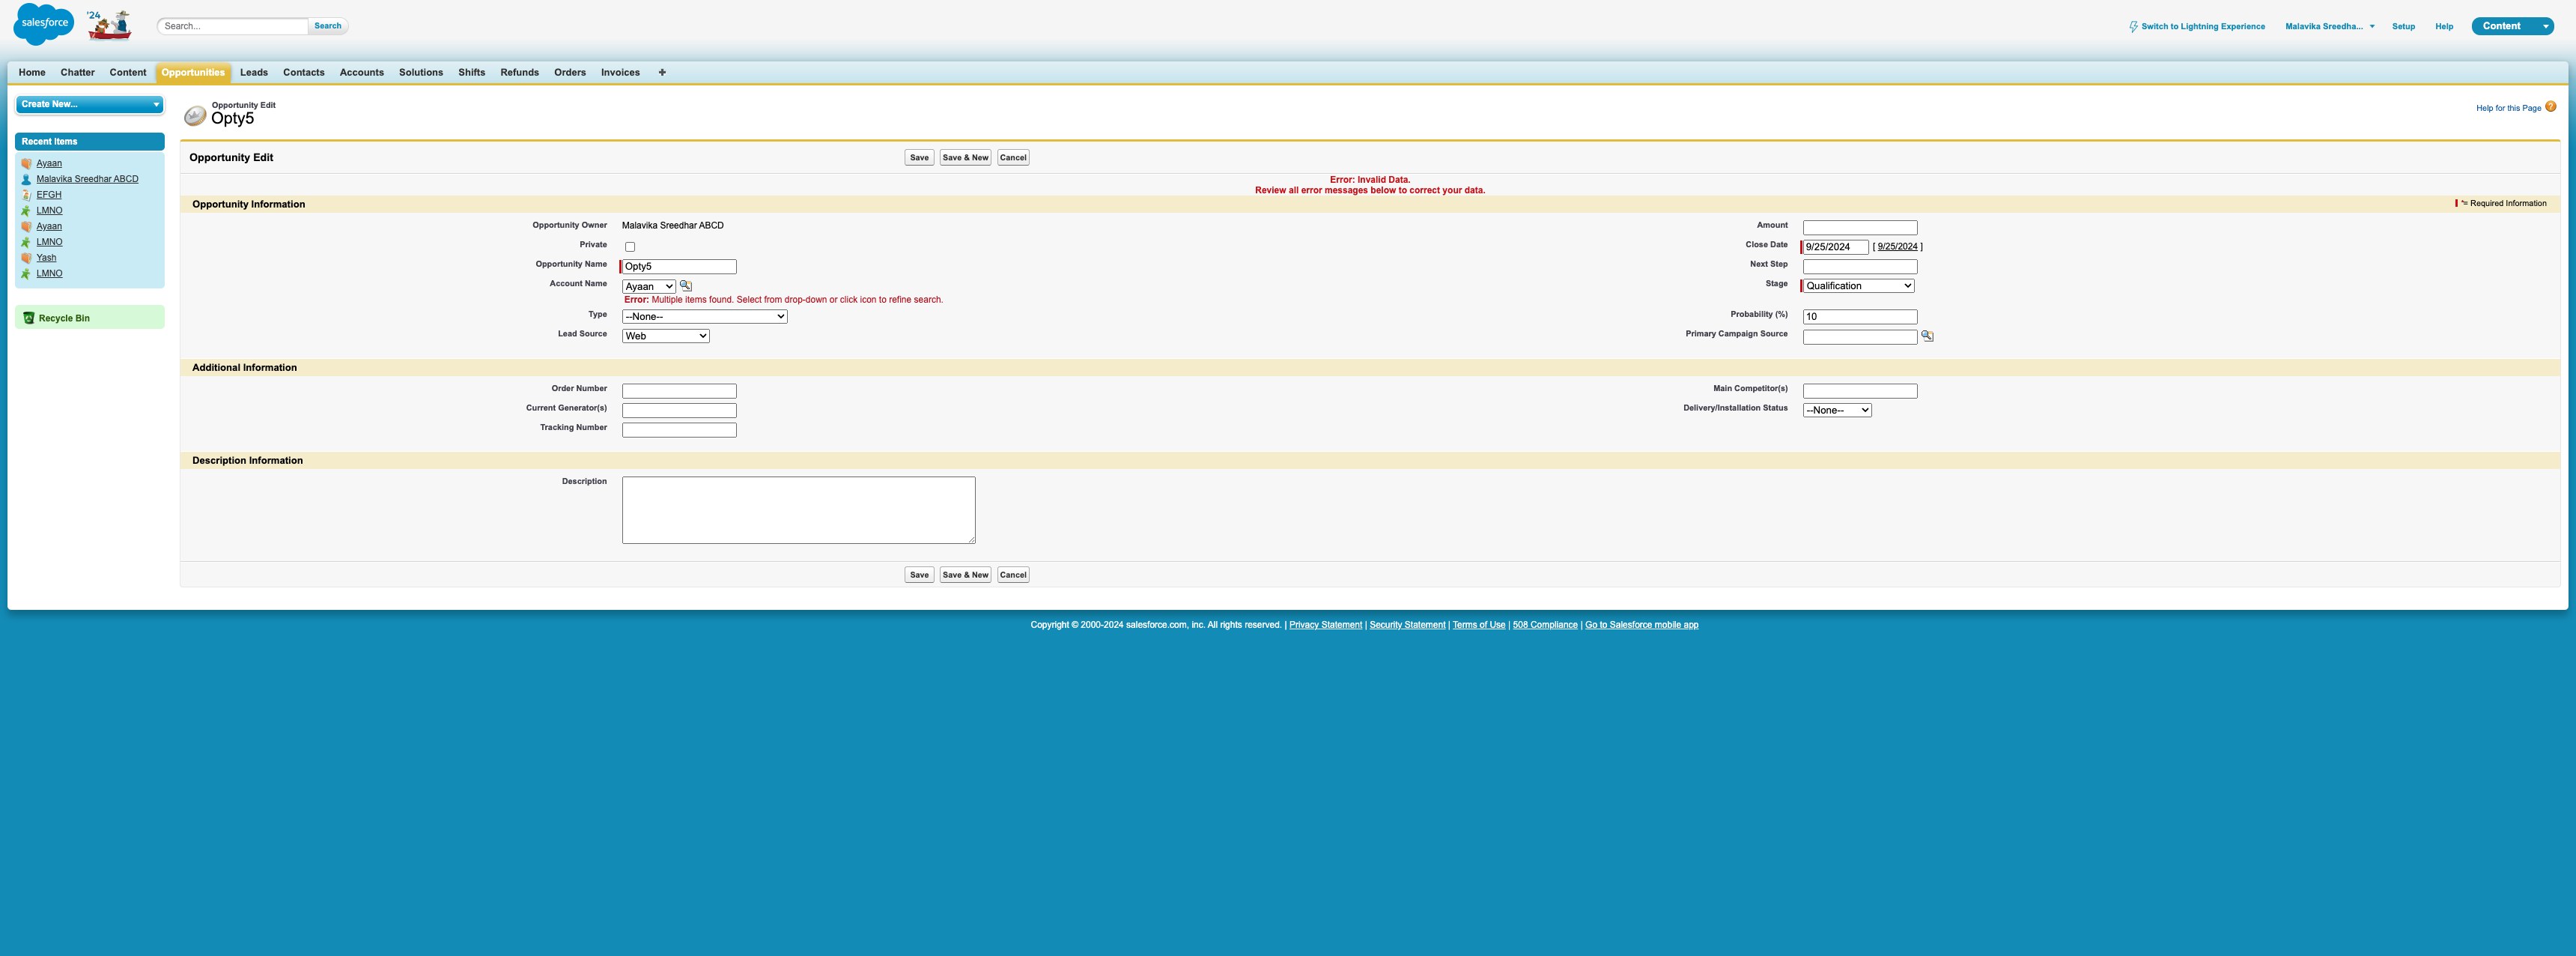 salesforce
'24
Search...
Search
Switch to Lightning Experience
Malavika Sreedha...
Setup
Help
Content
Home
Chatter
Content
Opportunities
Leads
Contacts
Accounts
Solutions
Shifts
Refunds
Orders
Invoices
+
Create New...
Recent Items
Ayaan
Malavika Sreedhar ABCD
EFGH
LMNO
Ayaan
LMNO
Yash
LMNO
Recycle Bin
Opportunity Edit
Opty5
Help for this Page ?
Opportunity Edit
Save
Save & New
Cancel
Error: Invalid Data.
Review all error messages below to correct your data.
Opportunity Information
*= Required Information
Opportunity Owner
Malavika Sreedhar ABCD
Amount
Private
Close Date
9/25/2024
[ 9/25/2024 ]
Opportunity Name
Opty5
Next Step
Account Name
Ayaan
Error: Multiple items found. Select from drop-down or click icon to refine search.
Stage
Qualification
Type
--None--
Probability (%)
10
Lead Source
Web
Primary Campaign Source
Additional Information
Order Number
Main Competitor(s)
Current Generator(s)
Delivery/Installation Status
--None--
Tracking Number
Description Information
Description
Save
Save & New
Cancel
Copyright © 2000-2024 salesforce.com, inc. All rights reserved. | Privacy Statement | Security Statement | Terms of Use | 508 Compliance | Go to Salesforce mobile app